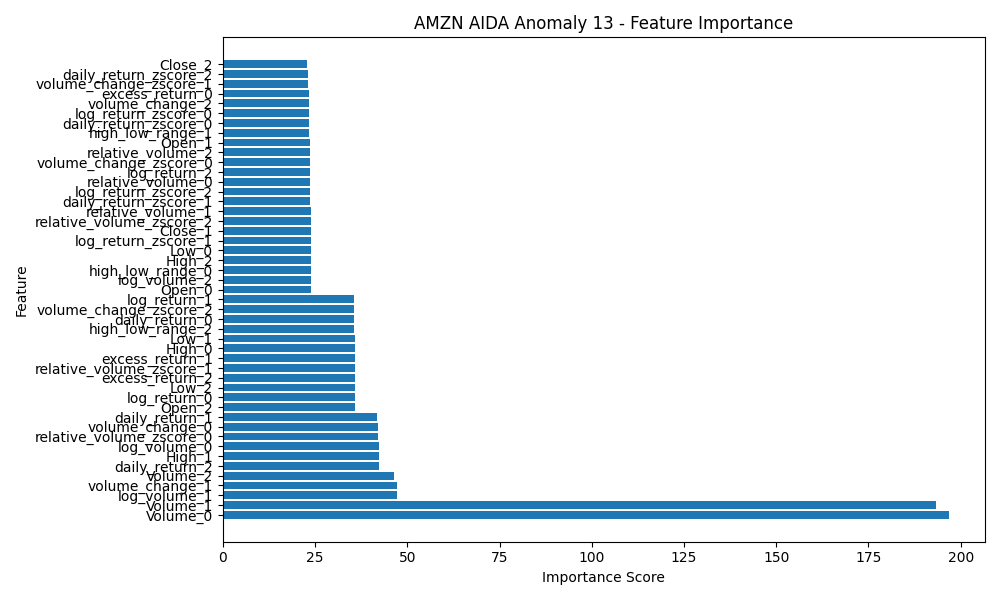 AMZN AIDA Anomaly 13 - Feature Importance
Close_2
daily_return_zscore_2
volume_change_zscore_1
excess_return_0
volume_change_2
log_return_zscore_0
daily_return_zscore_0
high_low_range_1
Open_1
relative_volume_2
volume_change_zscore_0
log_return_2
relative_volume_0
log_return_zscore_2
daily_return_zscore_1
relative_volume_1
relative_volume_zscore_2
Close_1
log_return_zscore_1
Low_0
High_2
high_low_range_0
log_volume_2
Open_0
log_return_1
volume_change_zscore_2
daily_return_0
high_low_range_2
Low_1
High_0
excess_return_1
relative_volume_zscore_1
excess_return_2
Low_2
log_return_0
Open_2
daily_return_1
volume_change_0
relative_volume_zscore_0
log_volume_0
High_1
daily_return_2
Volume_2
volume_change_1
log_volume_1
Volume_1
Volume_0
Feature
0 25 50 75 100 125 150 175 200
Importance Score